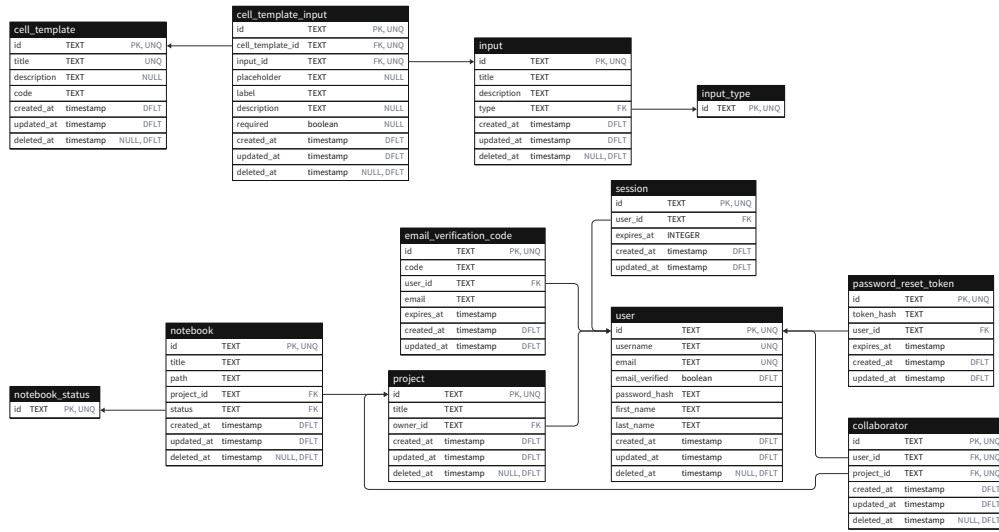 cell_template
id TEXT PK, UNQ
title TEXT UNQ
description TEXT NULL
code TEXT
created_at timestamp DFLT
updated_at timestamp DFLT
deleted_at timestamp NULL, DFLT
cell_template_input
id TEXT PK, UNQ
cell_template_id TEXT FK, UNQ
input_id TEXT FK, UNQ
placeholder TEXT NULL
label TEXT
description TEXT NULL
required boolean NULL
created_at timestamp DFLT
updated_at timestamp DFLT
deleted_at timestamp NULL, DFLT
input
id TEXT PK, UNQ
title TEXT
description TEXT
type TEXT FK
created_at timestamp DFLT
updated_at timestamp DFLT
deleted_at timestamp NULL, DFLT
input_type
id TEXT PK, UNQ
session
id TEXT PK, UNQ
user_id TEXT FK
expires_at INTEGER
created_at timestamp DFLT
updated_at timestamp DFLT
email_verification_code
id TEXT PK, UNQ
code TEXT
user_id TEXT FK
email TEXT
expires_at timestamp
created_at timestamp DFLT
updated_at timestamp DFLT
password_reset_token
id TEXT PK, UNQ
token_hash TEXT
user_id TEXT FK
expires_at timestamp
created_at timestamp DFLT
updated_at timestamp DFLT
user
id TEXT PK, UNQ
username TEXT UNQ
email TEXT UNQ
email_verified boolean DFLT
password_hash TEXT
first_name TEXT
last_name TEXT
created_at timestamp DFLT
updated_at timestamp DFLT
deleted_at timestamp NULL, DFLT
notebook
id TEXT PK, UNQ
title TEXT
path TEXT
project_id TEXT FK
status TEXT FK
created_at timestamp DFLT
updated_at timestamp DFLT
deleted_at timestamp NULL, DFLT
notebook_status
id TEXT PK, UNQ
project
id TEXT PK, UNQ
title TEXT
owner_id TEXT FK
created_at timestamp DFLT
updated_at timestamp DFLT
deleted_at timestamp NULL, DFLT
collaborator
id TEXT PK, UNQ
user_id TEXT FK, UNQ
project_id TEXT FK, UNQ
created_at timestamp DFLT
updated_at timestamp DFLT
deleted_at timestamp NULL, DFLT